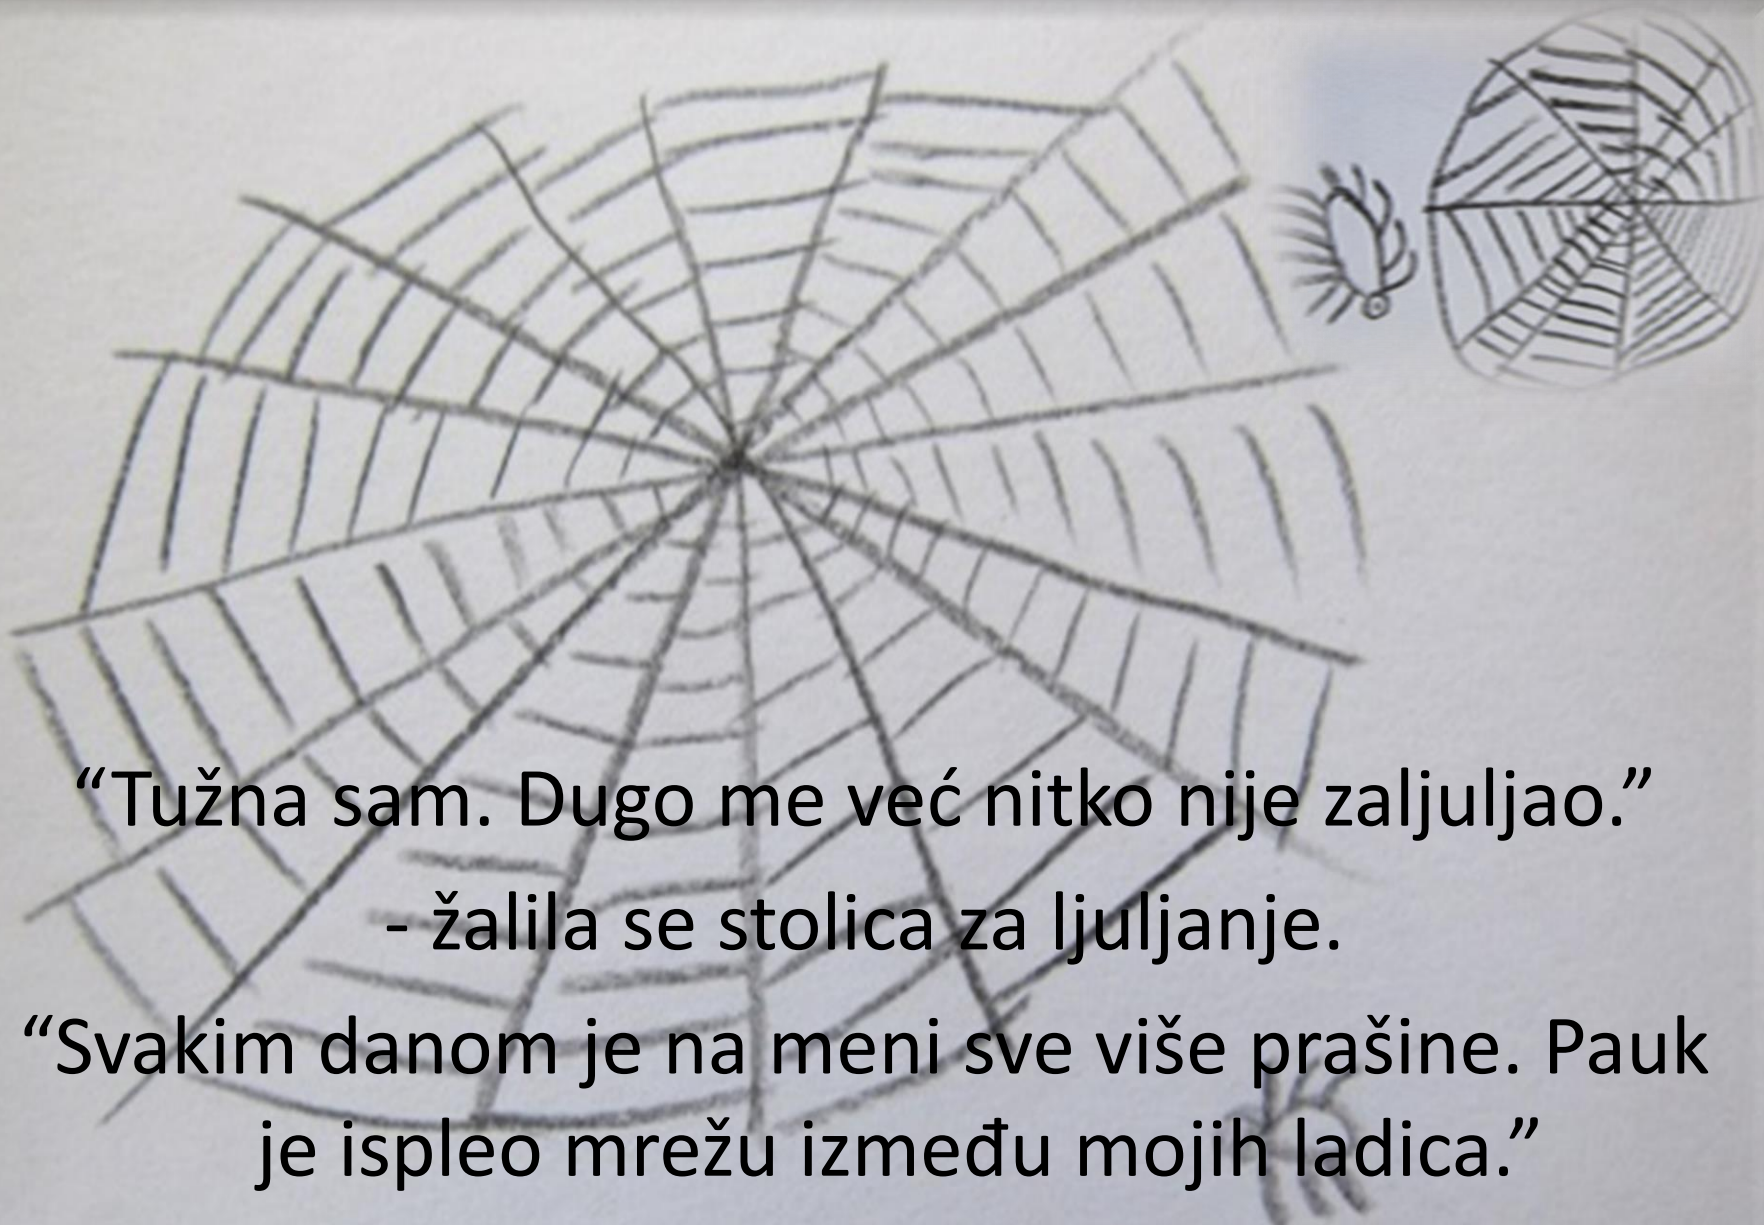 “Tužna sam. Dugo me već nitko nije zaljuljao.”
- žalila se stolica za ljuljanje.
“Svakim danom je na meni sve više prašine. Pauk
je ispleo mrežu između mojih ladica.”